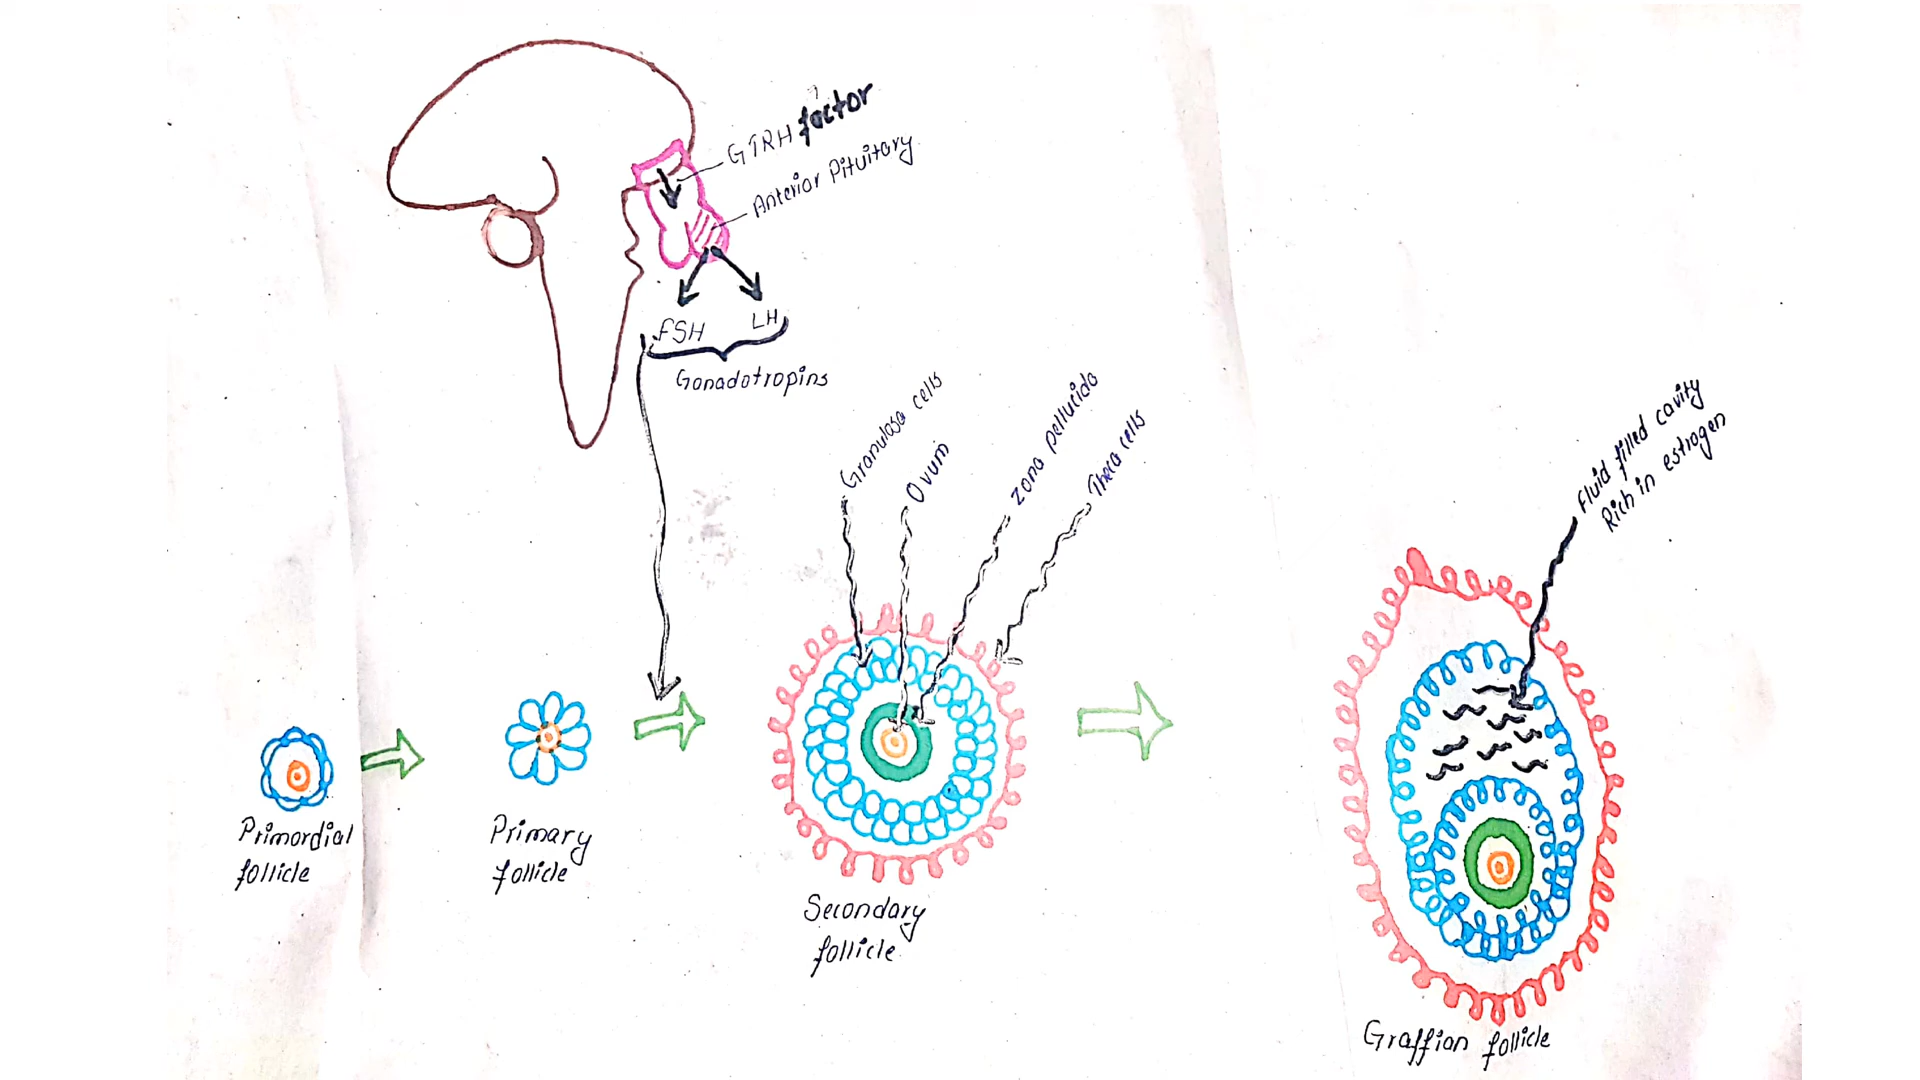 GTRH factor
Anterior Pituitary
FSH
LH
Gonadotropins
Granulosa cells
Ovum
Zona pellucida
Theca cells
Fluid filled cavity
Rich in estrogen
Primordial
follicle
Primary
follicle
Secondary
follicle
Graffian follicle